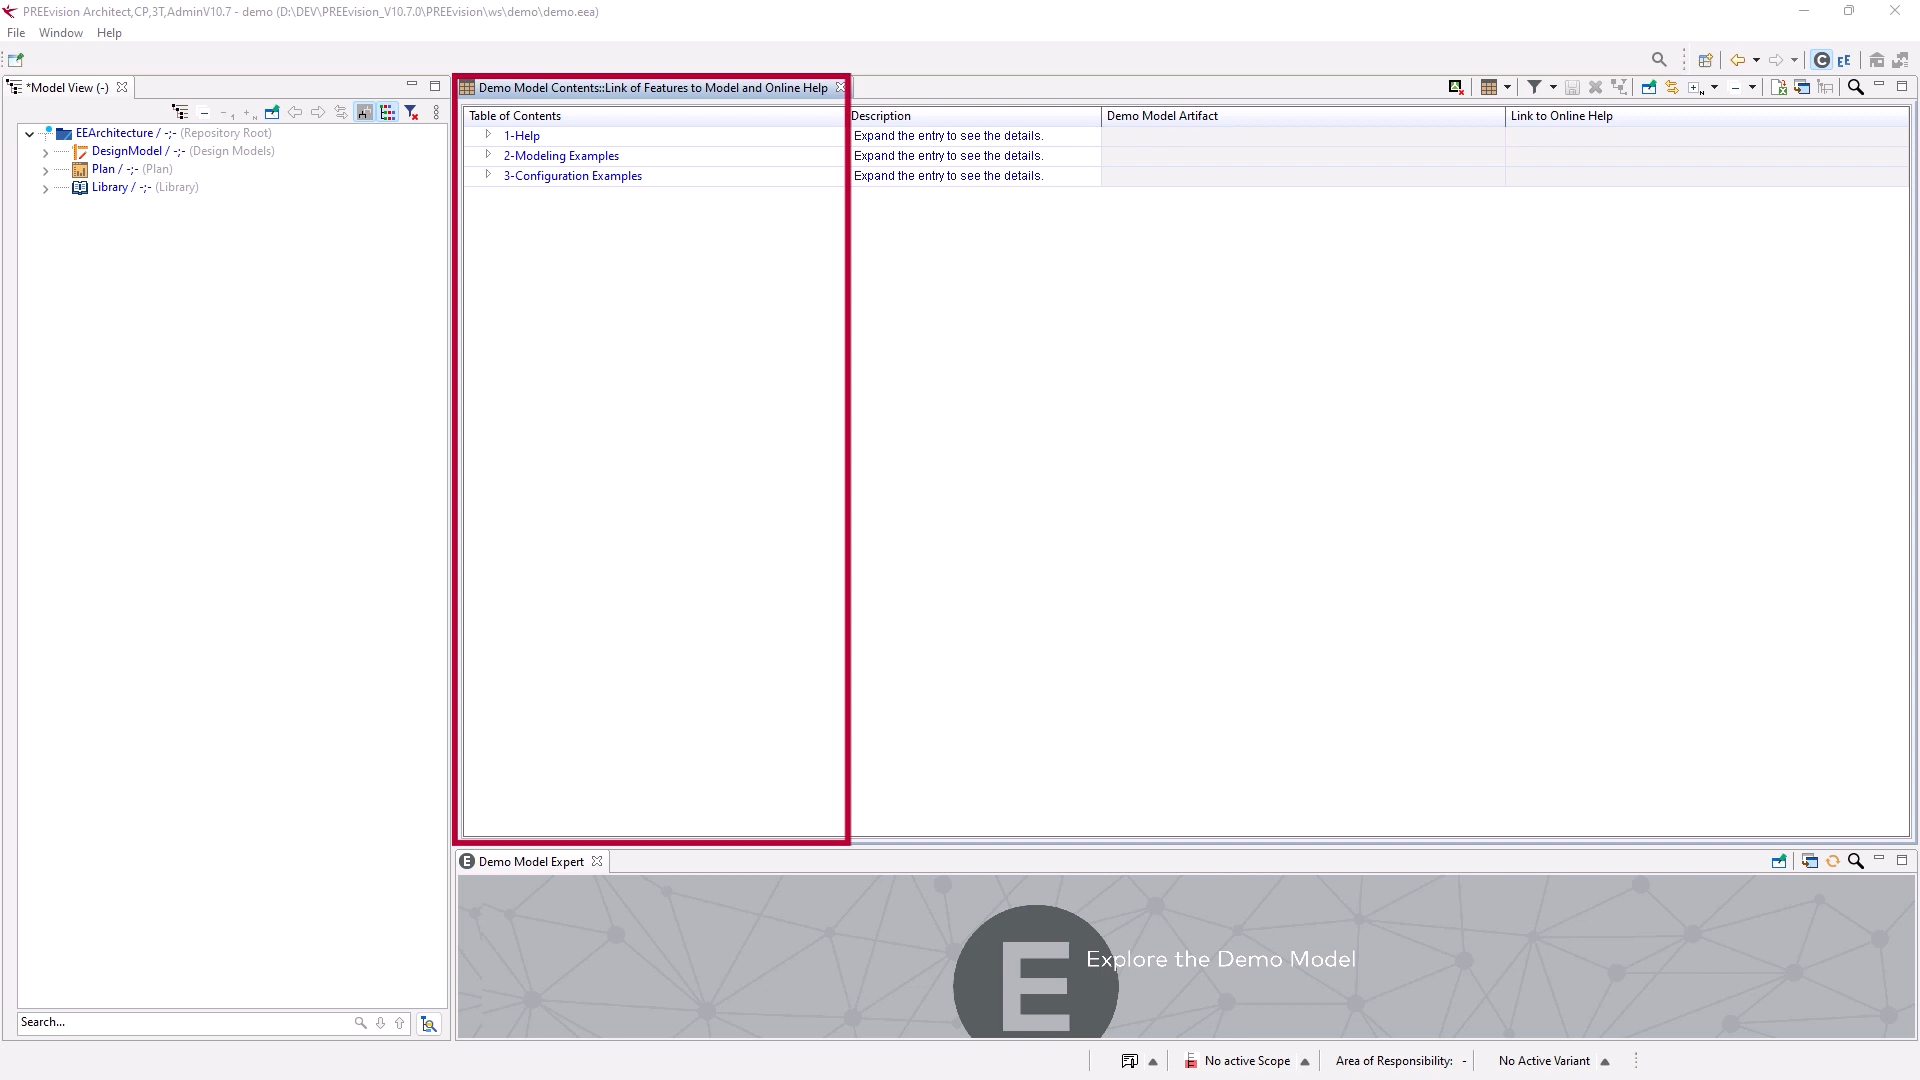 PREEvision Architect,CP,3T,AdminV10.7 - demo (D:\DEV\PREEvision_V10.7.0\PREEvision\ws\demo\demo.eea)
File Window Help
C EE
*Model View (-)
EEArchitecture / -;- (Repository Root)
DesignModel / -;- (Design Models)
Plan / -;- (Plan)
Library / -;- (Library)
Search...
Demo Model Contents::Link of Features to Model and Online Help
Table of Contents Description Demo Model Artifact Link to Online Help
1-Help Expand the entry to see the details.
2-Modeling Examples Expand the entry to see the details.
3-Configuration Examples Expand the entry to see the details.
E Demo Model Expert
E Explore the Demo Model
No active Scope Area of Responsibility: - No Active Variant